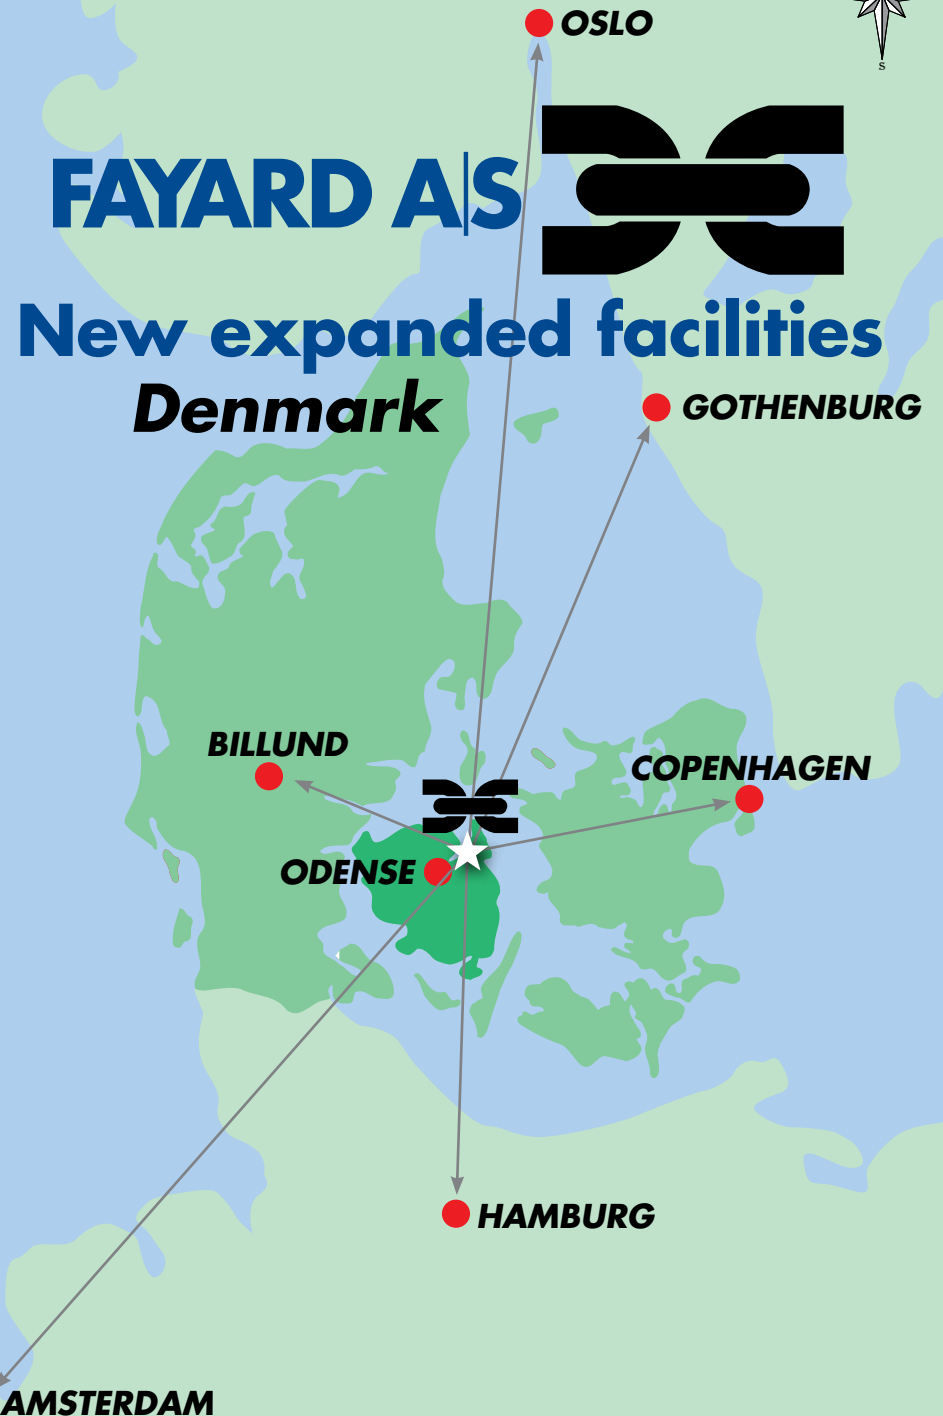 OSLO
S
FAYARD A|S
New expanded facilities
Denmark
GOTHENBURG
BILLUND
COPENHAGEN
ODENSE
HAMBURG
AMSTERDAM